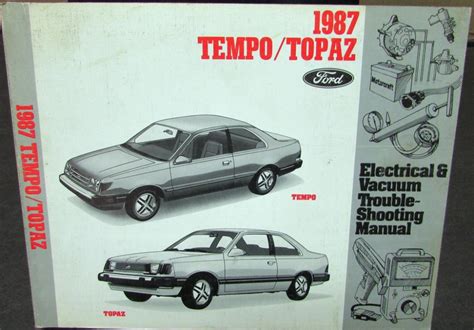 1987
TEMPO/TOPAZ
Ford
Motorcraft
TEMPO
TOPAZ
Electrical &
Vacuum
Trouble-
Shooting
Manual
1987 TEMPO/TOPAZ